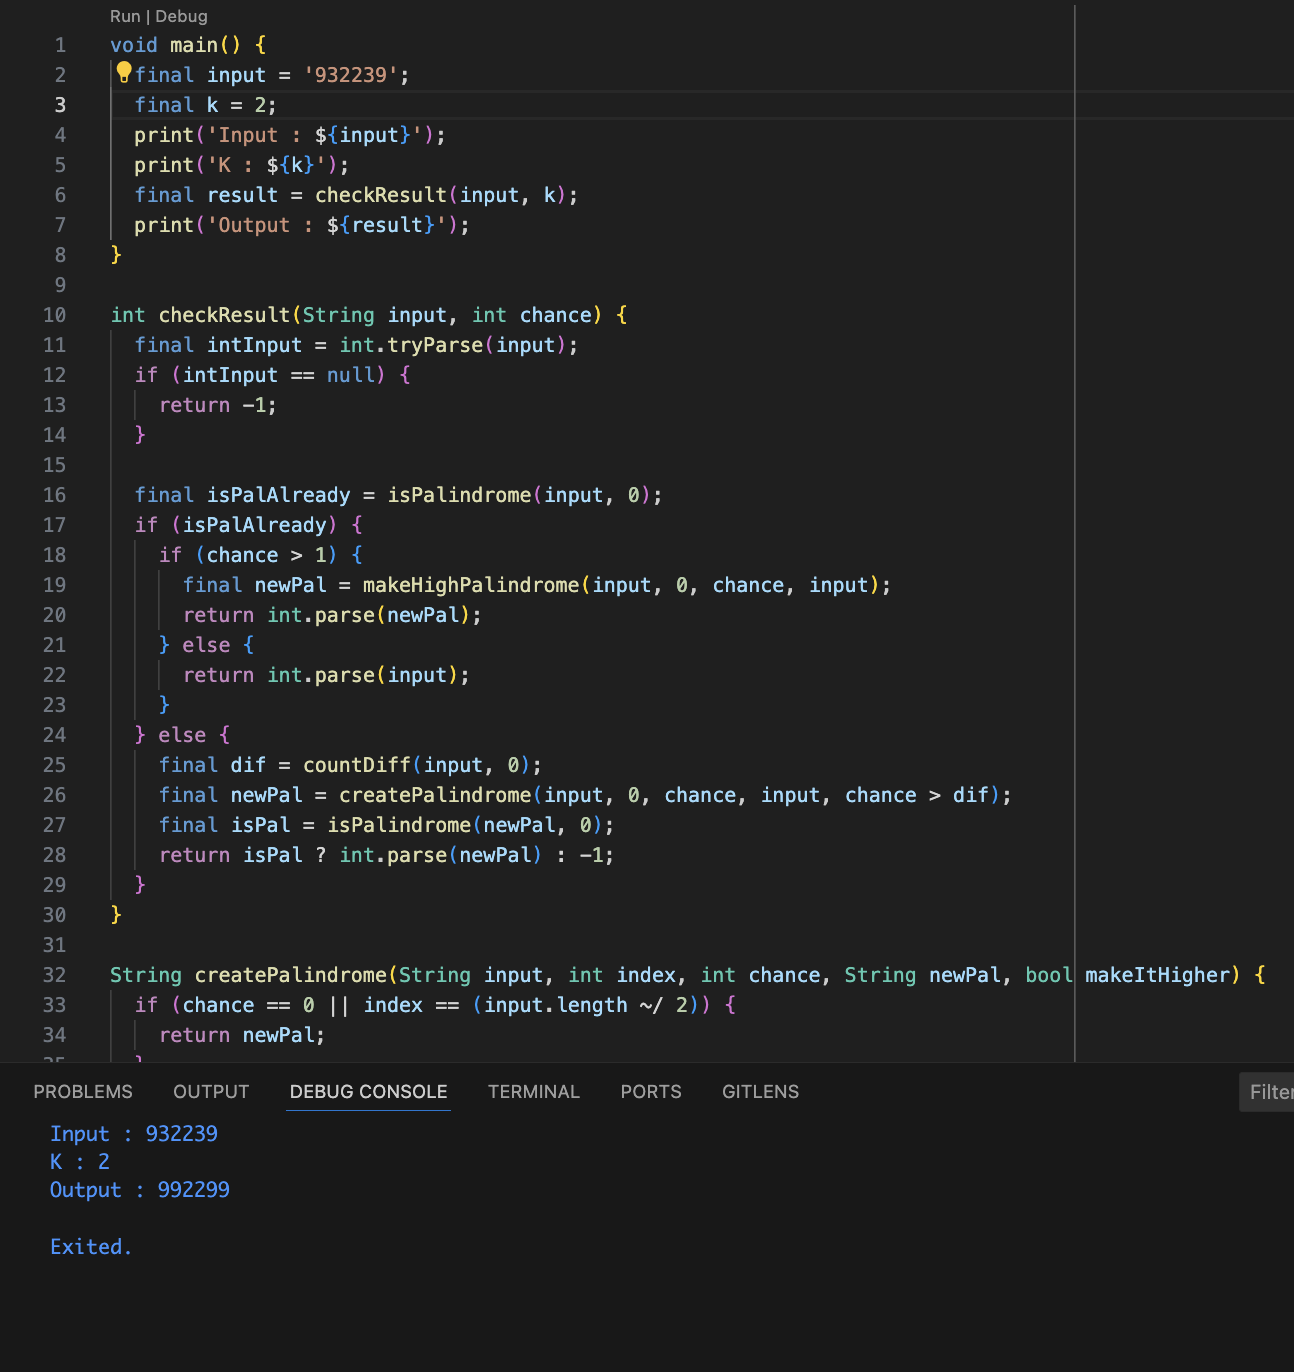 Run | Debug
1 void main() {
2 final input = '932239';
3 final k = 2;
4 print('Input : ${input}');
5 print('K : ${k}');
6 final result = checkResult(input, k);
7 print('Output : ${result}');
8 }
9
10 int checkResult(String input, int chance) {
11 final intInput = int.tryParse(input);
12 if (intInput == null) {
13 return -1;
14 }
15
16 final isPalAlready = isPalindrome(input, 0);
17 if (isPalAlready) {
18 if (chance > 1) {
19 final newPal = makeHighPalindrome(input, 0, chance, input);
20 return int.parse(newPal);
21 } else {
22 return int.parse(input);
23 }
24 } else {
25 final dif = countDiff(input, 0);
26 final newPal = createPalindrome(input, 0, chance, input, chance > dif);
27 final isPal = isPalindrome(newPal, 0);
28 return isPal ? int.parse(newPal) : -1;
29 }
30 }
31
32 String createPalindrome(String input, int index, int chance, String newPal, bool makeItHigher) {
33 if (chance == 0 || index == (input.length ~/ 2)) {
34 return newPal;
35 }
PROBLEMS OUTPUT DEBUG CONSOLE TERMINAL PORTS GITLENS Filter
Input : 932239
K : 2
Output : 992299
Exited.